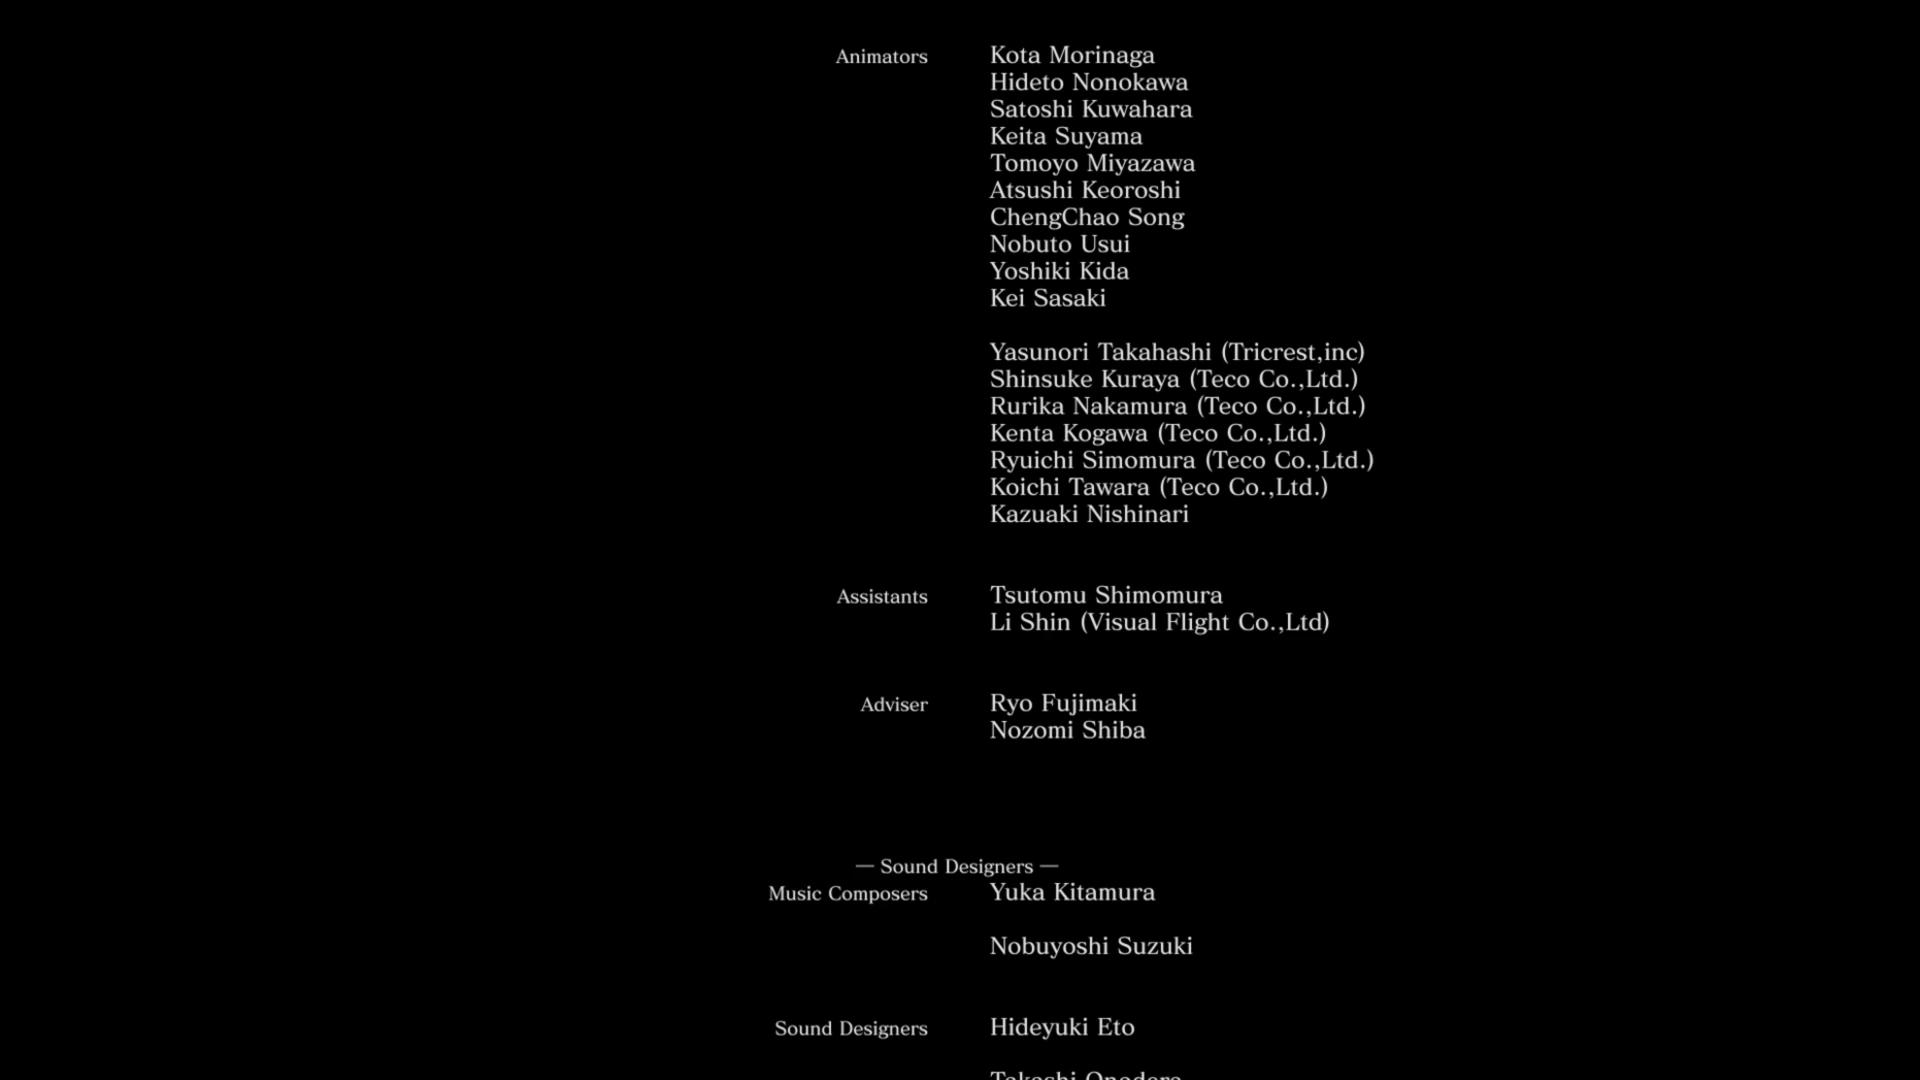 Animators Kota Morinaga
Hideto Nonokawa
Satoshi Kuwahara
Keita Suyama
Tomoyo Miyazawa
Atsushi Keoroshi
ChengChao Song
Nobuto Usui
Yoshiki Kida
Kei Sasaki
Yasunori Takahashi (Tricrest,inc)
Shinsuke Kuraya (Teco Co.,Ltd.)
Rurika Nakamura (Teco Co.,Ltd.)
Kenta Kogawa (Teco Co.,Ltd.)
Ryuichi Simomura (Teco Co.,Ltd.)
Koichi Tawara (Teco Co.,Ltd.)
Kazuaki Nishinari
Assistants Tsutomu Shimomura
Li Shin (Visual Flight Co.,Ltd)
Adviser Ryo Fujimaki
Nozomi Shiba
— Sound Designers —
Music Composers Yuka Kitamura
Nobuyoshi Suzuki
Sound Designers Hideyuki Eto